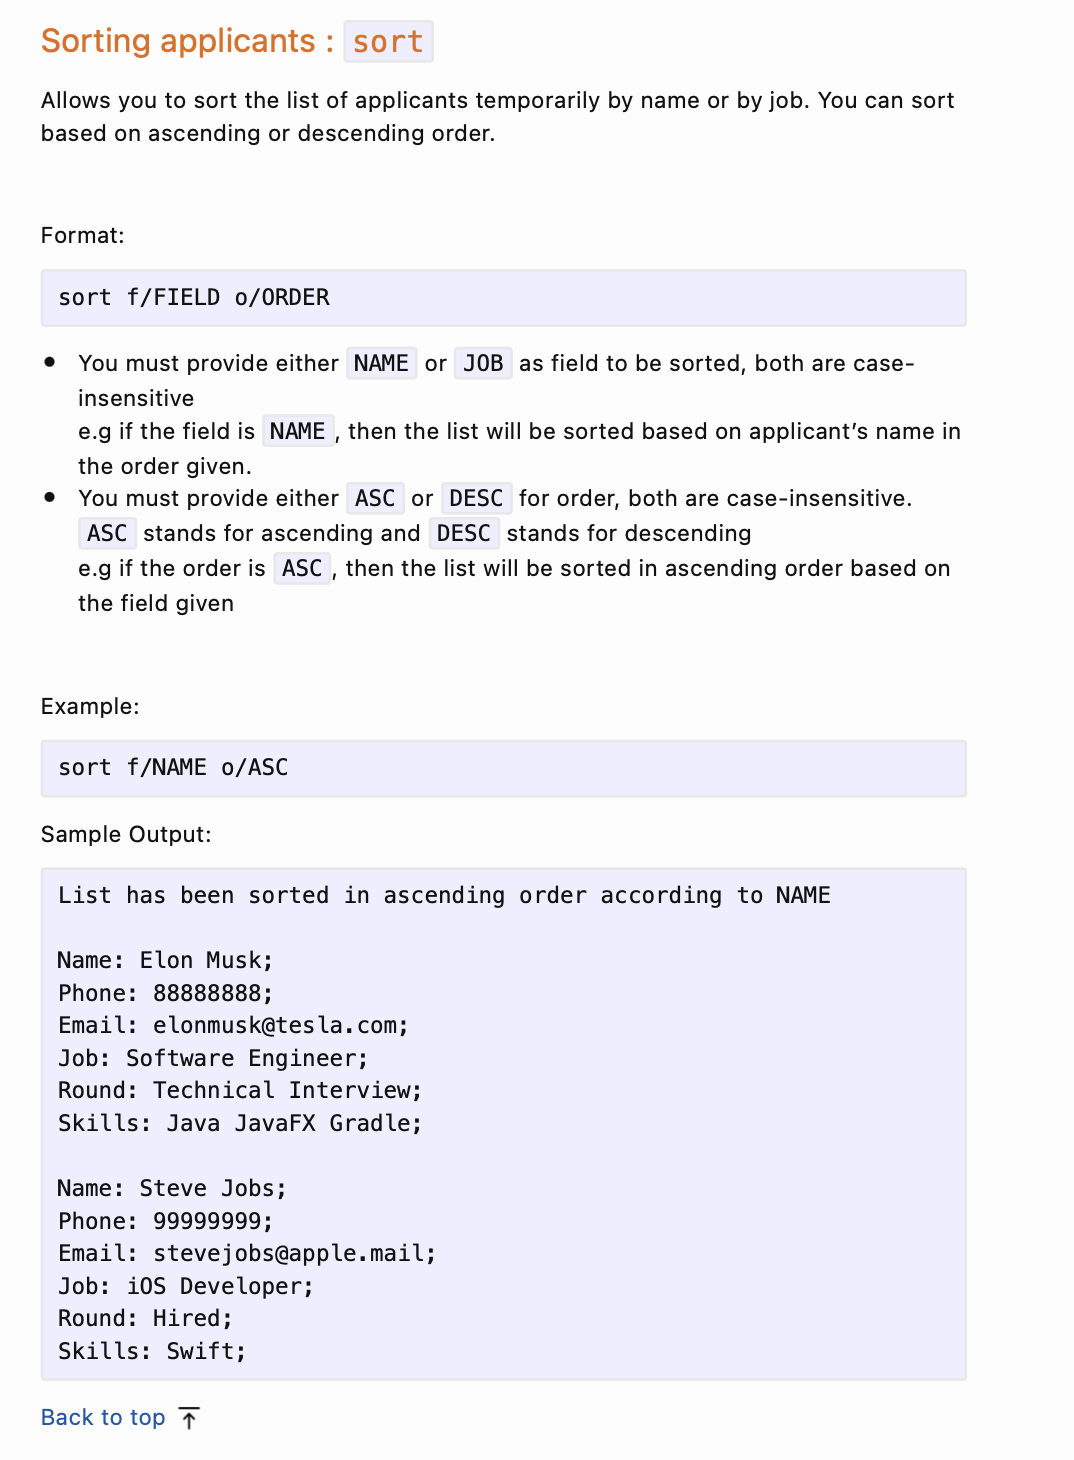 Sorting applicants : sort
Allows you to sort the list of applicants temporarily by name or by job. You can sort
based on ascending or descending order.
Format:
sort f/FIELD o/ORDER
• You must provide either NAME or JOB as field to be sorted, both are case-
insensitive
e.g if the field is NAME, then the list will be sorted based on applicant’s name in
the order given.
• You must provide either ASC or DESC for order, both are case-insensitive.
ASC stands for ascending and DESC stands for descending
e.g if the order is ASC, then the list will be sorted in ascending order based on
the field given
Example:
sort f/NAME o/ASC
Sample Output:
List has been sorted in ascending order according to NAME
Name: Elon Musk;
Phone: 88888888;
Email: elonmusk@tesla.com;
Job: Software Engineer;
Round: Technical Interview;
Skills: Java JavaFX Gradle;
Name: Steve Jobs;
Phone: 99999999;
Email: stevejobs@apple.mail;
Job: iOS Developer;
Round: Hired;
Skills: Swift;
Back to top